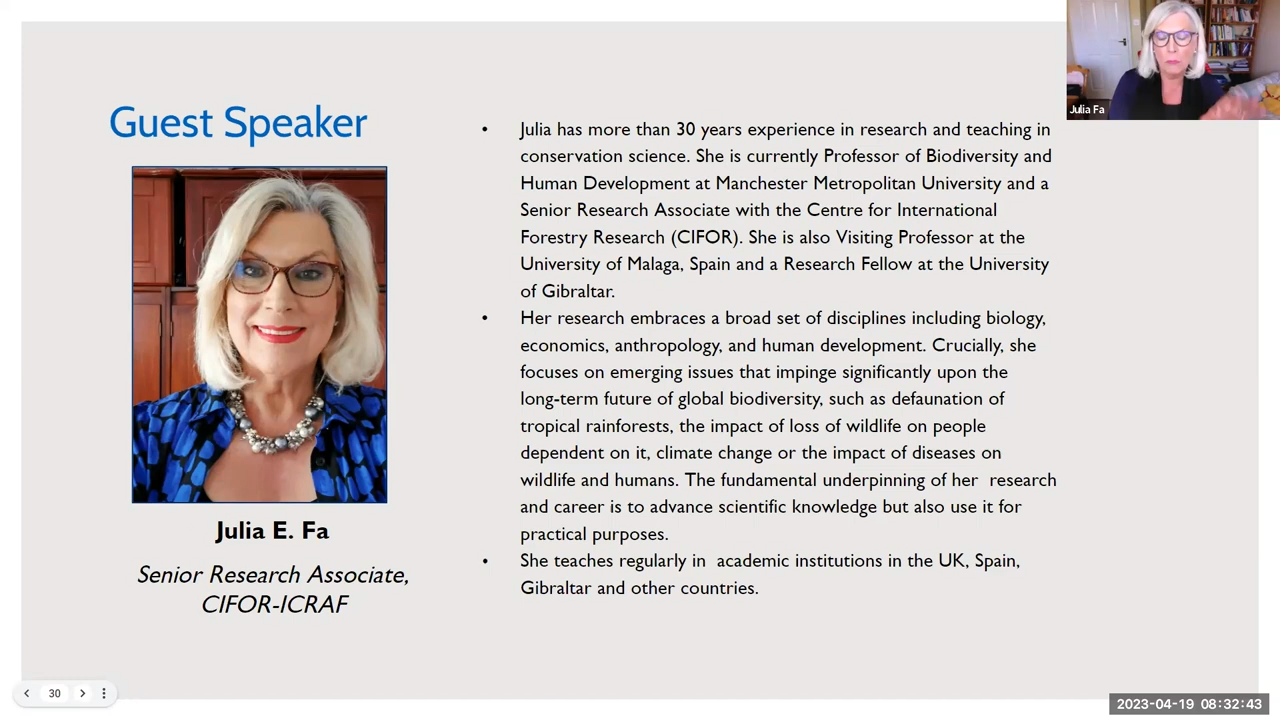 Guest Speaker
Julia E. Fa
Senior Research Associate,
CIFOR-ICRAF
• Julia has more than 30 years experience in research and teaching in
conservation science. She is currently Professor of Biodiversity and
Human Development at Manchester Metropolitan University and a
Senior Research Associate with the Centre for International
Forestry Research (CIFOR). She is also Visiting Professor at the
University of Malaga, Spain and a Research Fellow at the University
of Gibraltar.
• Her research embraces a broad set of disciplines including biology,
economics, anthropology, and human development. Crucially, she
focuses on emerging issues that impinge significantly upon the
long-term future of global biodiversity, such as defaunation of
tropical rainforests, the impact of loss of wildlife on people
dependent on it, climate change or the impact of diseases on
wildlife and humans. The fundamental underpinning of her research
and career is to advance scientific knowledge but also use it for
practical purposes.
• She teaches regularly in academic institutions in the UK, Spain,
Gibraltar and other countries.
Julia Fa
30
2023-04-19 08:32:43